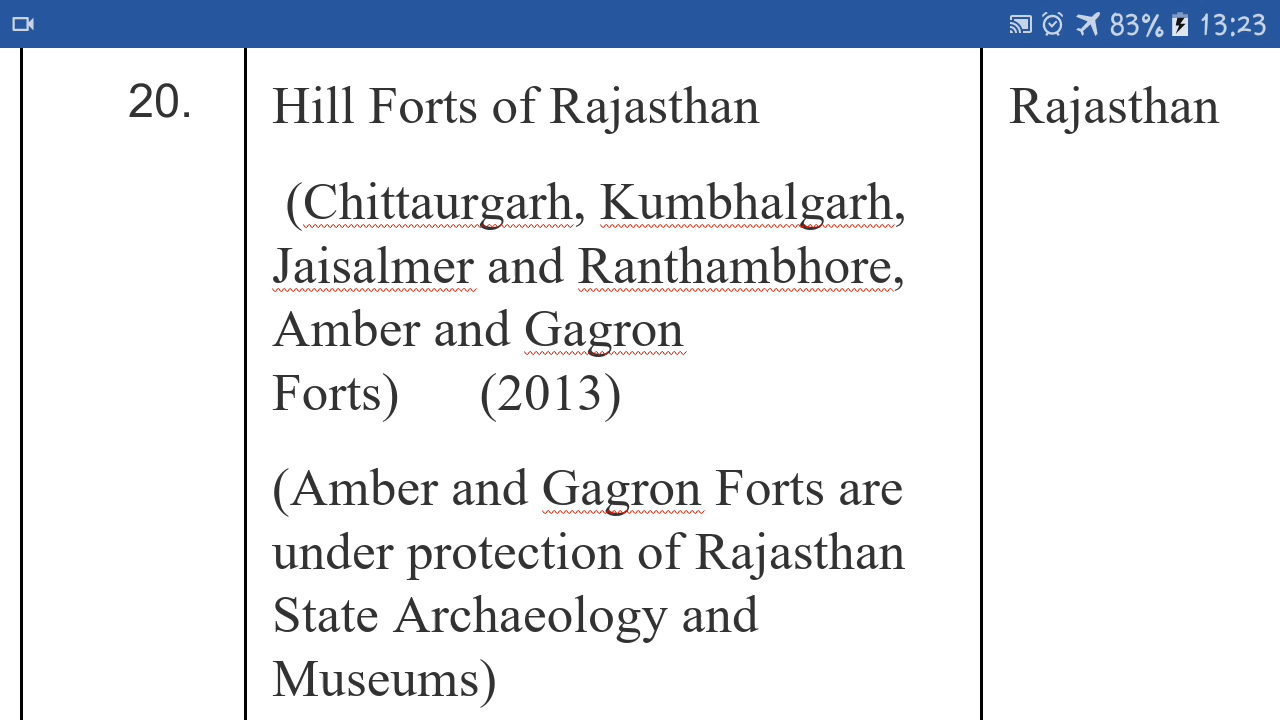 83% 13:23
20. Hill Forts of Rajasthan Rajasthan
(Chittaurgarh, Kumbhalgarh,
Jaisalmer and Ranthambhore,
Amber and Gagron
Forts) (2013)
(Amber and Gagron Forts are
under protection of Rajasthan
State Archaeology and
Museums)